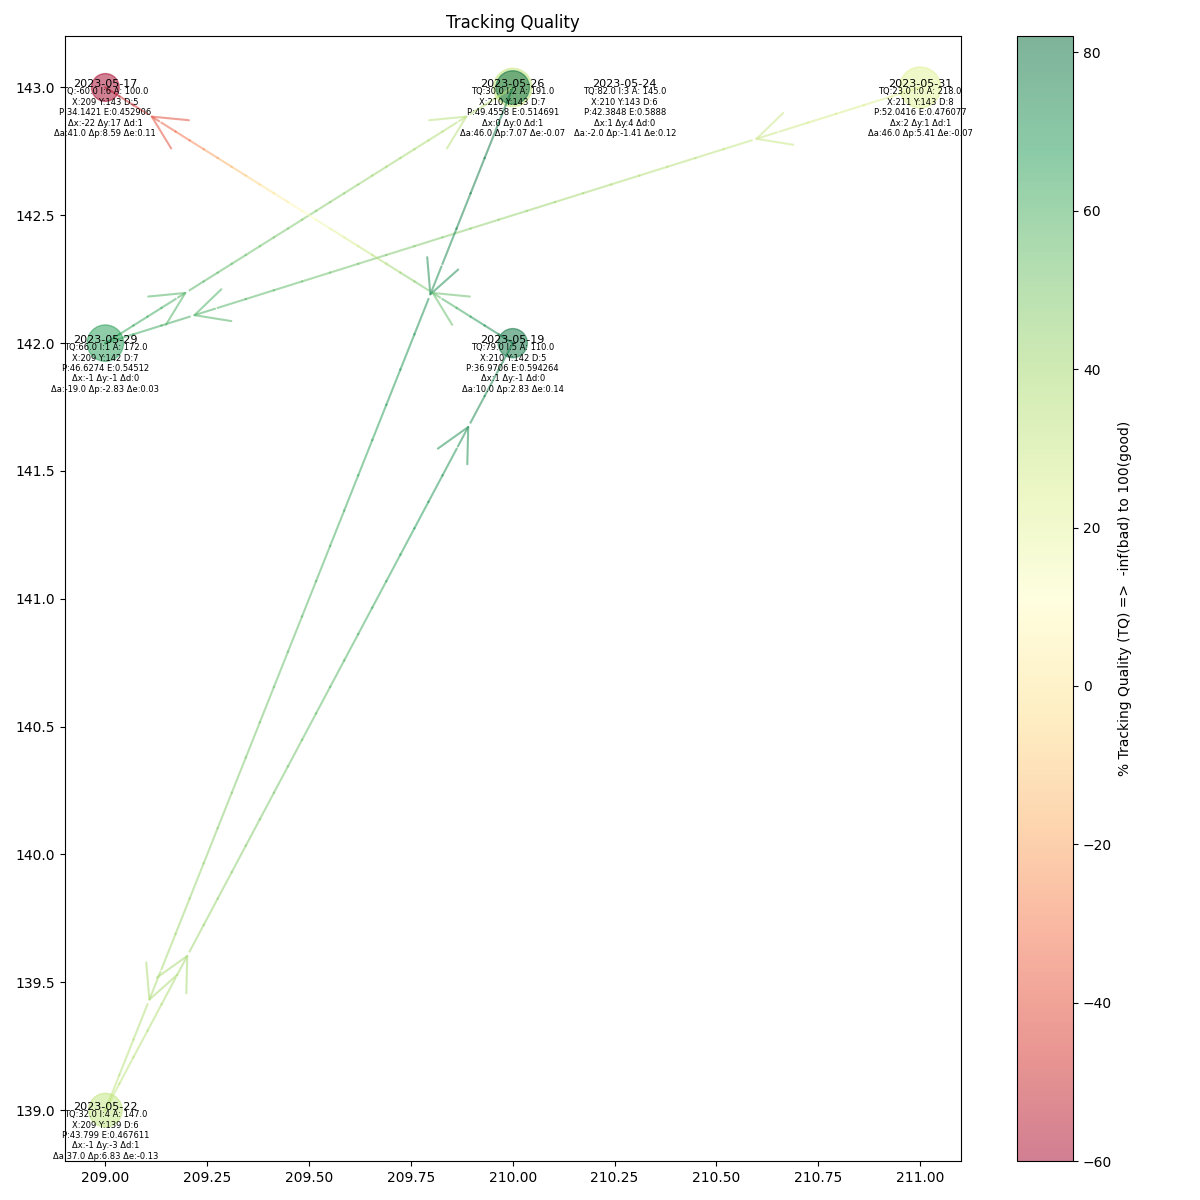 Tracking Quality
2023-05-17
TQ:-60.0 I:6 A: 100.0
X:209 Y:143 D:5
P:34.1421 E:0.452906
Δx:-22 Δy:17 Δd:1
Δa:41.0 Δp:8.59 Δe:0.11
2023-05-26
TQ:30.0 I:2 A: 191.0
X:210 Y:143 D:7
P:49.4558 E:0.514691
Δx:0 Δy:0 Δd:1
Δa:46.0 Δp:7.07 Δe:-0.07
2023-05-24
TQ:82.0 I:3 A: 145.0
X:210 Y:143 D:6
P:42.3848 E:0.5888
Δx:1 Δy:4 Δd:0
Δa:-2.0 Δp:-1.41 Δe:0.12
2023-05-31
TQ:23.0 I:0 A: 218.0
X:211 Y:143 D:8
P:52.0416 E:0.476077
Δx:2 Δy:1 Δd:1
Δa:46.0 Δp:5.41 Δe:-0.07
2023-05-29
TQ:66.0 I:1 A: 172.0
X:209 Y:142 D:7
P:46.6274 E:0.54512
Δx:-1 Δy:-1 Δd:0
Δa:-19.0 Δp:-2.83 Δe:0.03
2023-05-19
TQ:79.0 I:5 A: 110.0
X:210 Y:142 D:5
P:36.9706 E:0.594264
Δx:1 Δy:-1 Δd:0
Δa:10.0 Δp:2.83 Δe:0.14
2023-05-22
TQ:32.0 I:4 A: 147.0
X:209 Y:139 D:6
P:43.799 E:0.467611
Δx:-1 Δy:-3 Δd:1
Δa:37.0 Δp:6.83 Δe:-0.13
143.0
142.5
142.0
141.5
141.0
140.5
140.0
139.5
139.0
209.00
209.25
209.50
209.75
210.00
210.25
210.50
210.75
211.00
80
60
40
20
0
−20
−40
−60
% Tracking Quality (TQ) => -inf(bad) to 100(good)